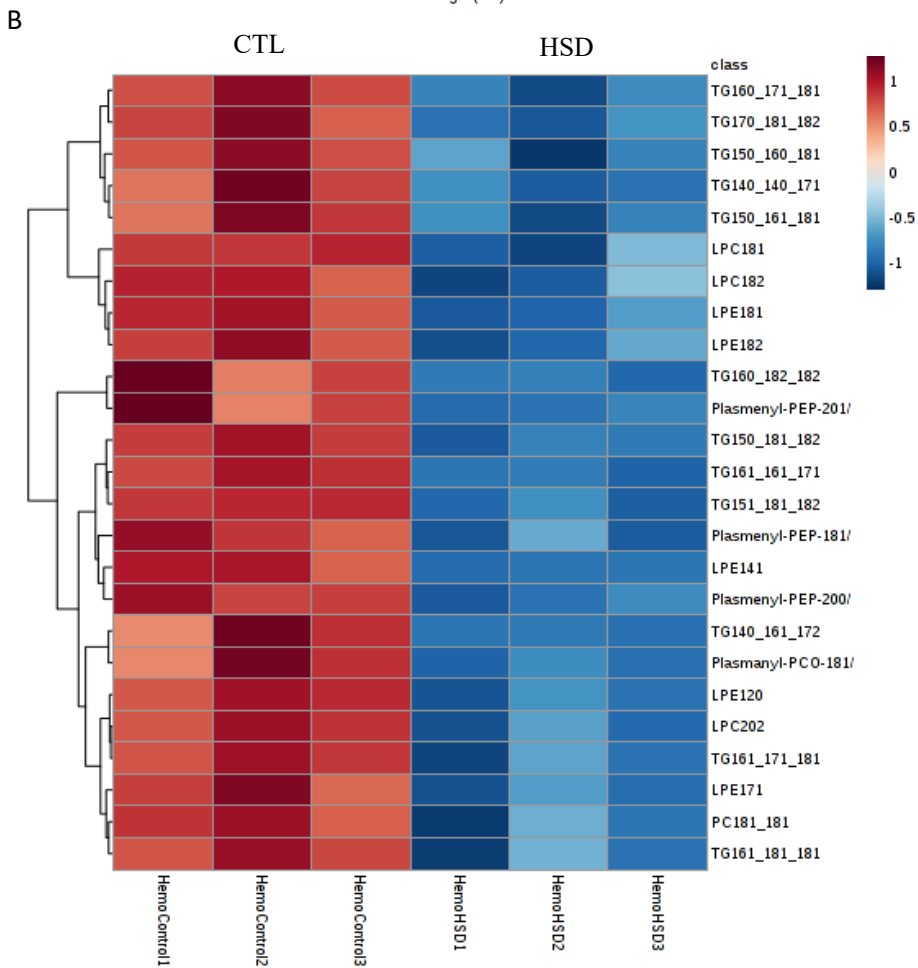 B
CTL HSD
class
TG160_171_181
TG170_181_182
TG150_160_181
TG140_140_171
TG150_161_181
LPC181
LPC182
LPE181
LPE182
TG160_182_182
Plasmenyl-PEP-201/
TG150_181_182
TG161_161_171
TG151_181_182
Plasmenyl-PEP-181/
LPE141
Plasmenyl-PEP-200/
TG140_161_172
Plasmanyl-PCO-181/
LPE120
LPC202
TG161_171_181
LPE171
PC181_181
TG161_181_181
1
0.5
0
-0.5
-1
HemoControl1
HemoControl2
HemoControl3
HemoHSD1
HemoHSD2
HemoHSD3